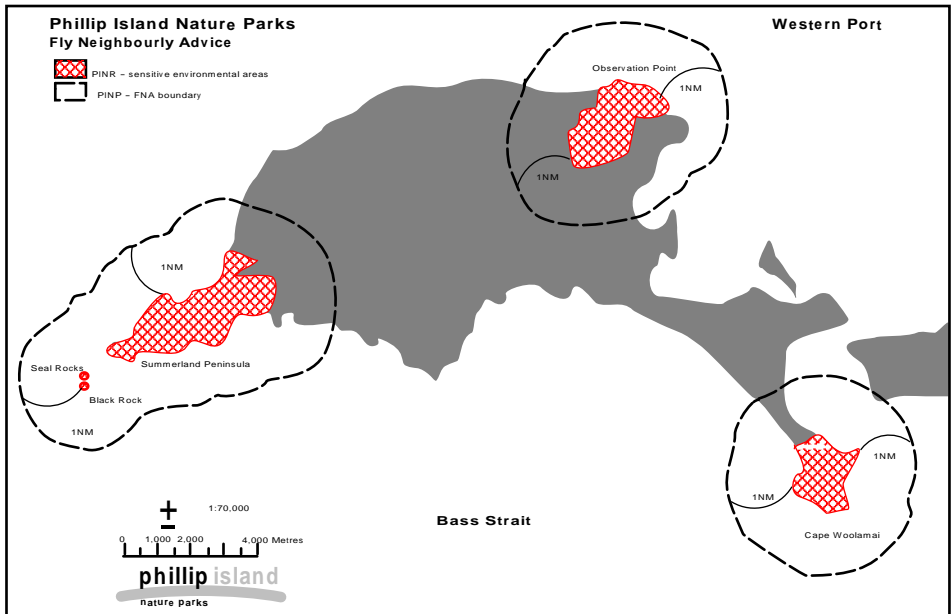 Phillip Island Nature Parks
Fly Neighbourly Advice
PINR – sensitive environmental areas
PINP – FNA boundary
Western Port
Observation Point
1NM
1NM
1NM
Seal Rocks
Summerland Peninsula
Black Rock
1NM
1NM
1NM
Cape Woolamai
Bass Strait
1:70,000
0 1,000 2,000 4,000 Metres
phillip island
nature parks